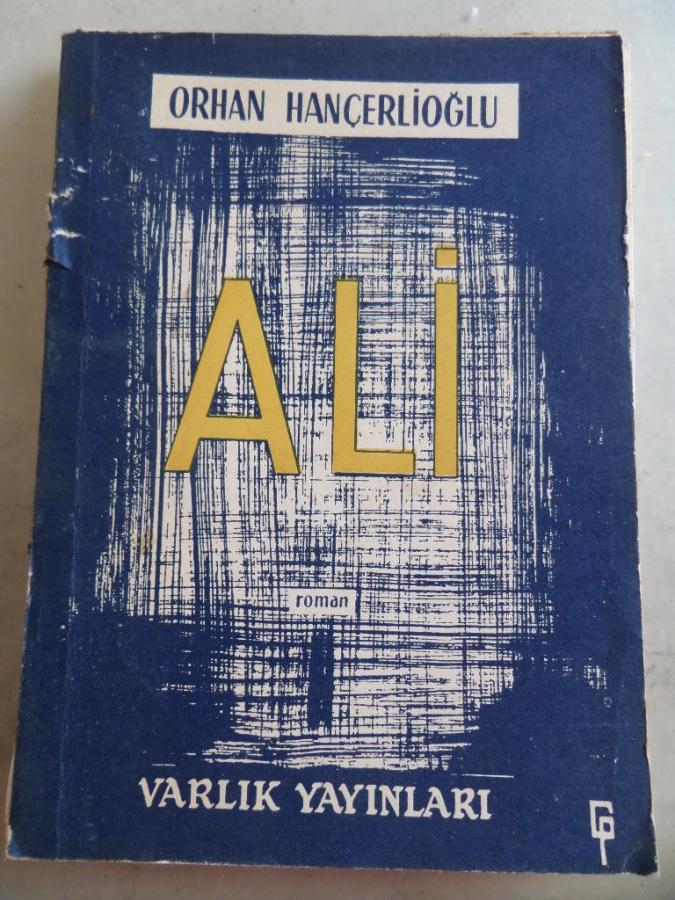 ORHAN HANÇERLİOĞLU
ALİ
roman
VARLIK YAYINLARI